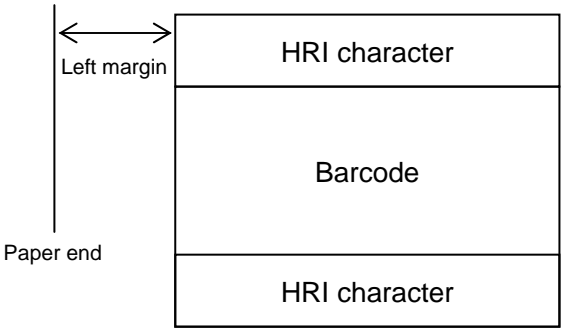 HRI character
Left margin
Barcode
Paper end
HRI character